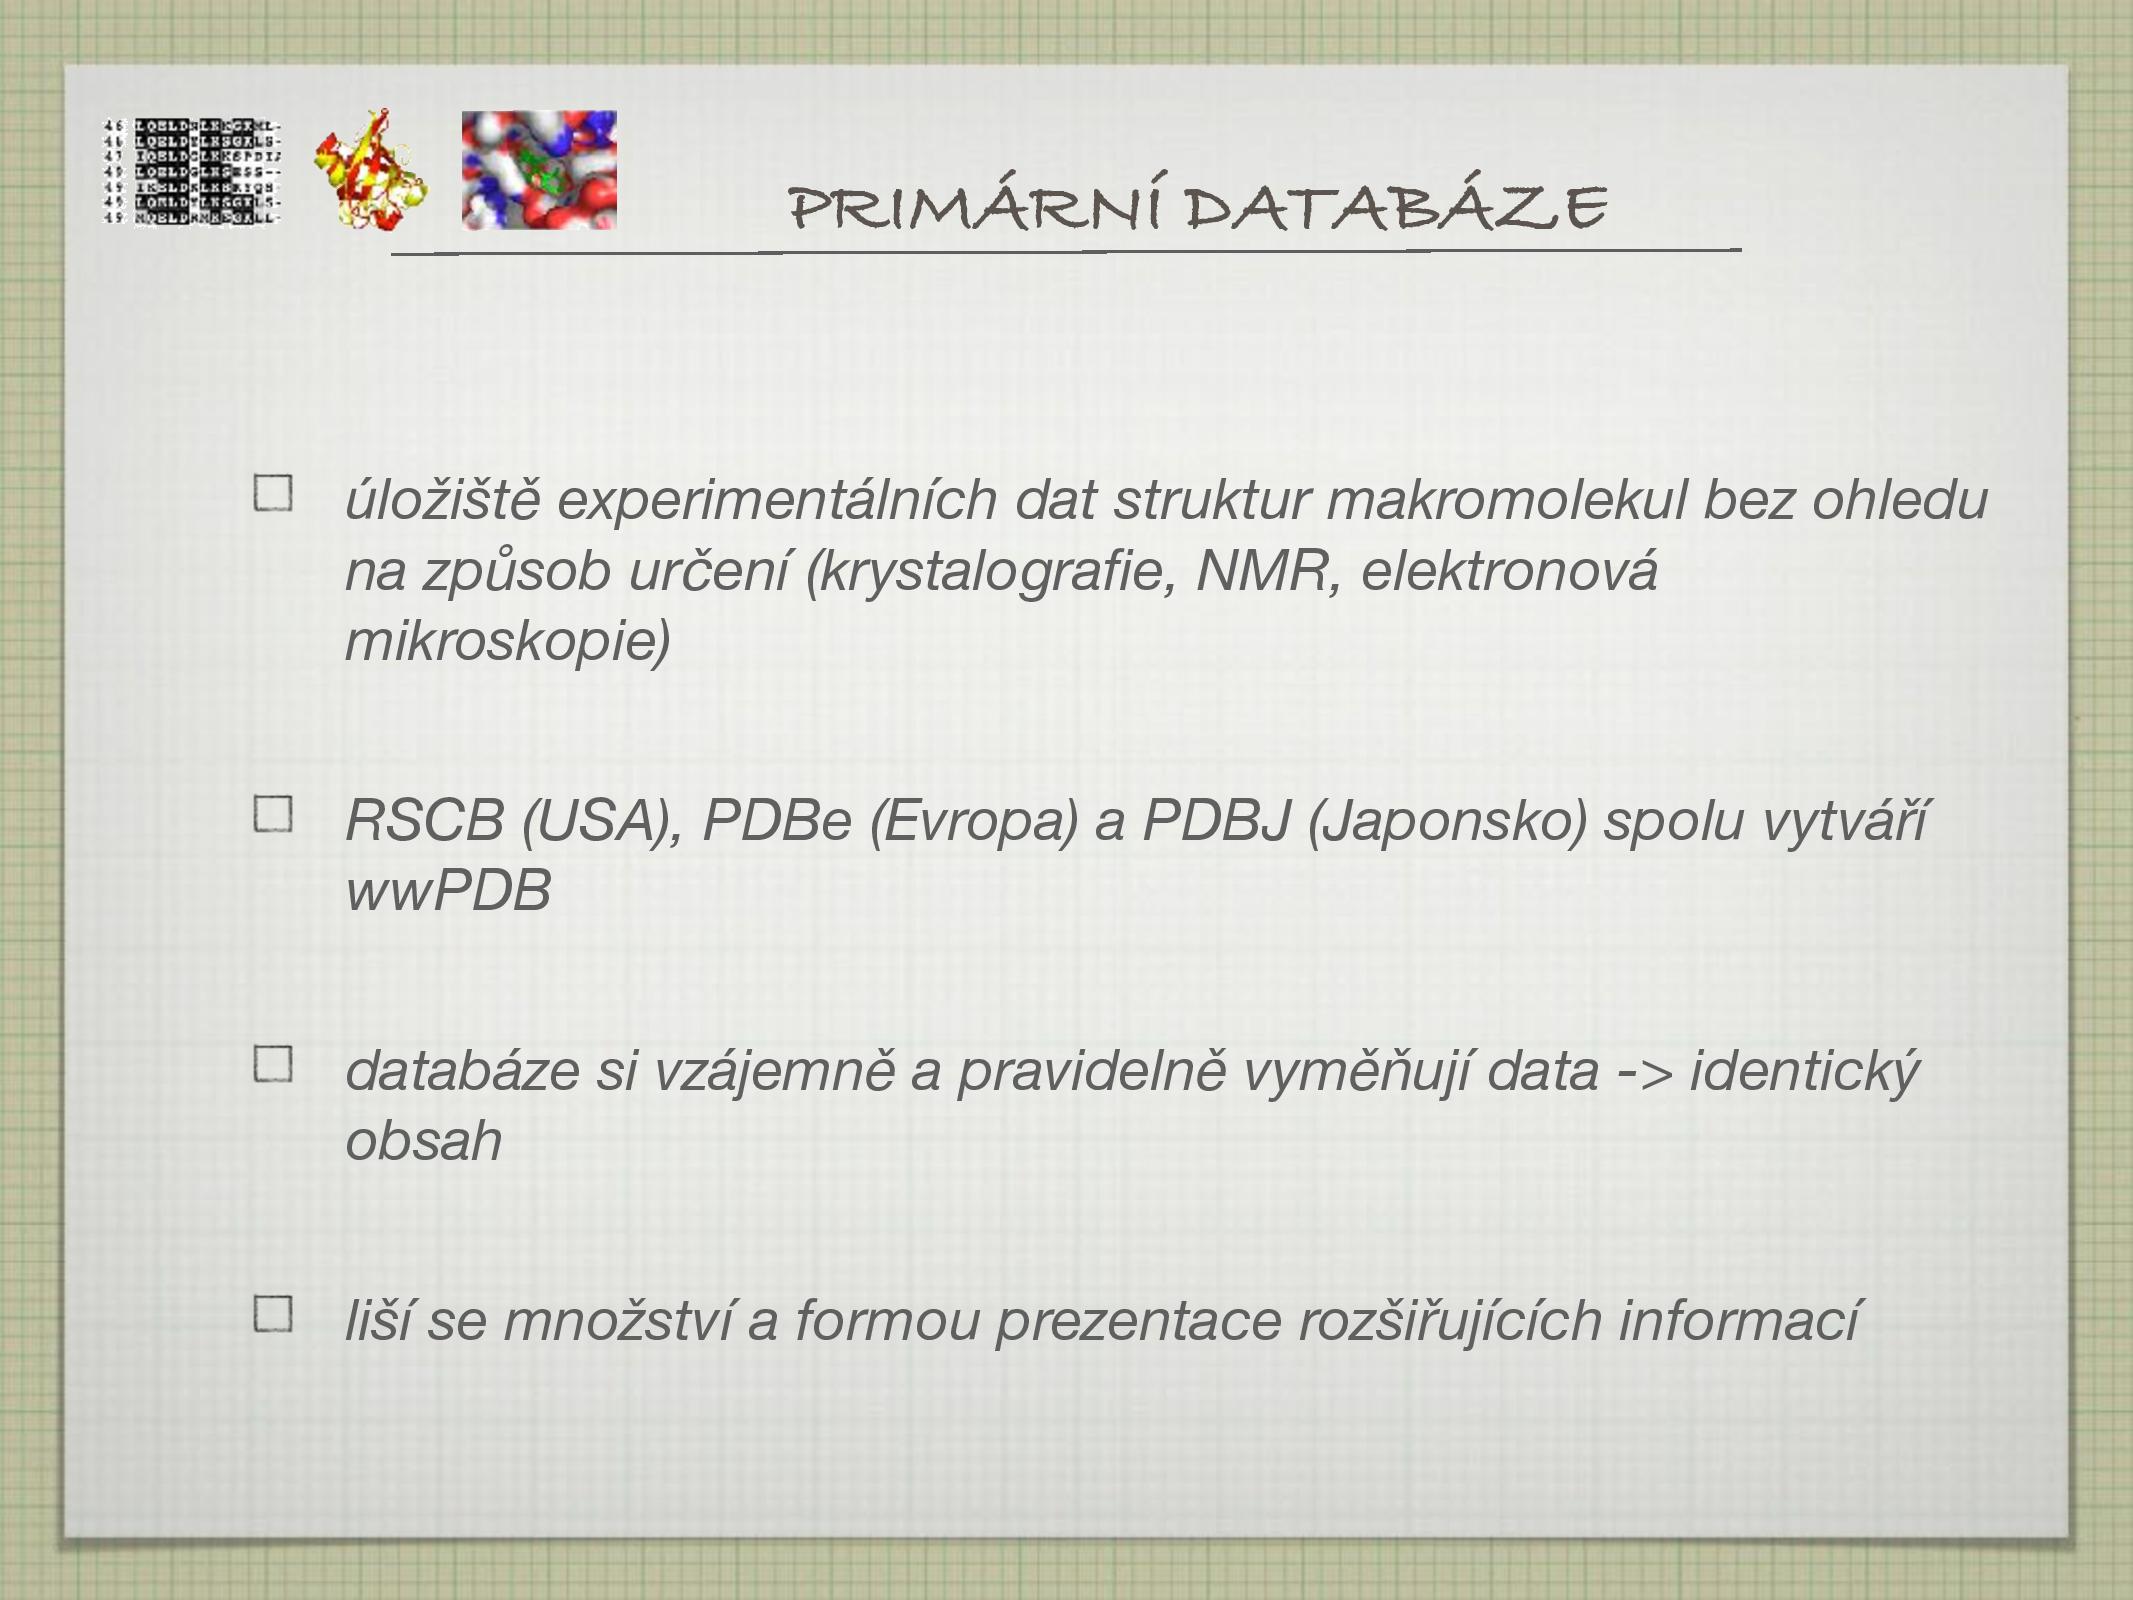 PRIMÁRNÍ DATABÁZE
úložiště experimentálních dat struktur makromolekul bez ohledu
na způsob určení (krystalografie, NMR, elektronová
mikroskopie)
RSCB (USA), PDBe (Evropa) a PDBJ (Japonsko) spolu vytváří
wwPDB
databáze si vzájemně a pravidelně vyměňují data -> identický
obsah
liší se množství a formou prezentace rozšiřujících informací